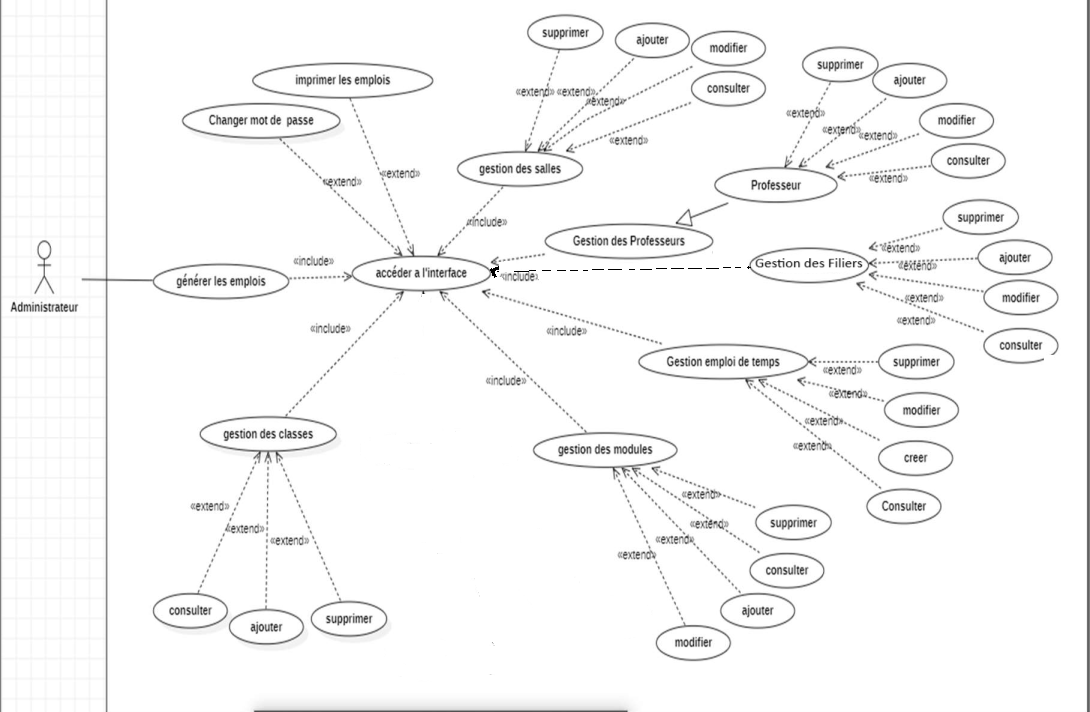 supprimer
ajouter
modifier
consulter
«extend» «extend»
«extend»
«extend»
gestion des salles
imprimer les emplois
Changer mot de passe
«extend»
«extend»
supprimer
ajouter
modifier
consulter
«extend»
«extend»
«extend»
«extend»
Professeur
«include»
Gestion des Professeurs
supprimer
ajouter
modifier
consulter
«extend»
«extend»
«extend»
«extend»
Gestion des Filiers
Administrateur
générer les emplois
«include»
accéder a l'interface
«include»
«include»
«include»
«include»
Gestion emploi de temps
supprimer
modifier
creer
Consulter
«extend»
«extend»
«extend»
«extend»
gestion des classes
«extend»
«extend»
«extend»
consulter
ajouter
supprimer
gestion des modules
«extend»
«extend»
«extend»
«extend»
supprimer
consulter
ajouter
modifier